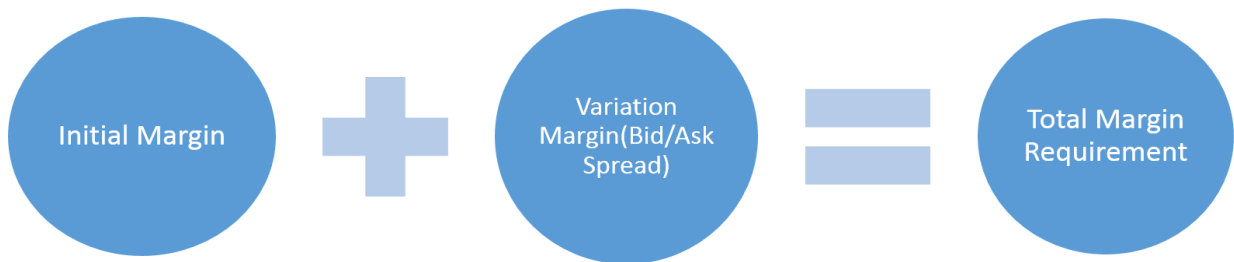 Initial Margin
Variation
Margin(Bid/Ask
Spread)
Total Margin
Requirement